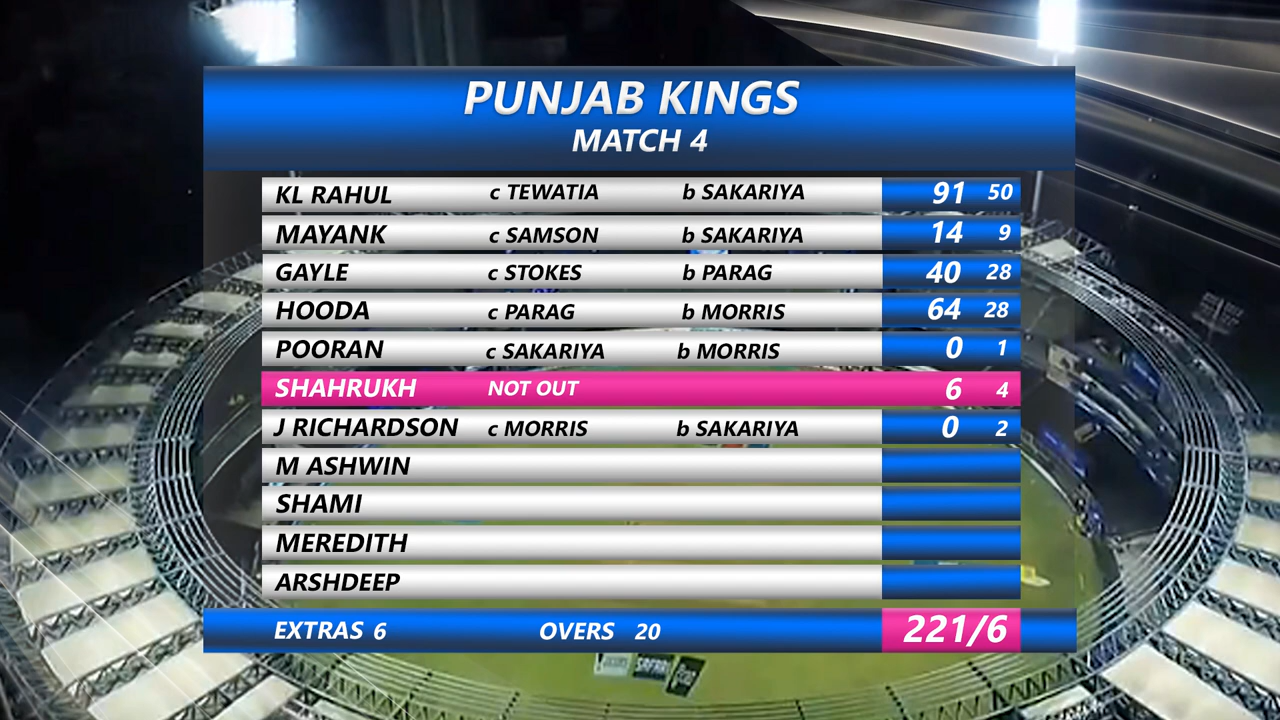 PUNJAB KINGS
MATCH 4
KL RAHUL c TEWATIA b SAKARIYA 91 50
MAYANK c SAMSON b SAKARIYA 14 9
GAYLE c STOKES b PARAG 40 28
HOODA c PARAG b MORRIS 64 28
POORAN c SAKARIYA b MORRIS 0 1
SHAHRUKH NOT OUT 6 4
J RICHARDSON c MORRIS b SAKARIYA 0 2
M ASHWIN
SHAMI
MEREDITH
ARSHDEEP
EXTRAS 6 OVERS 20 221/6
SAFARI